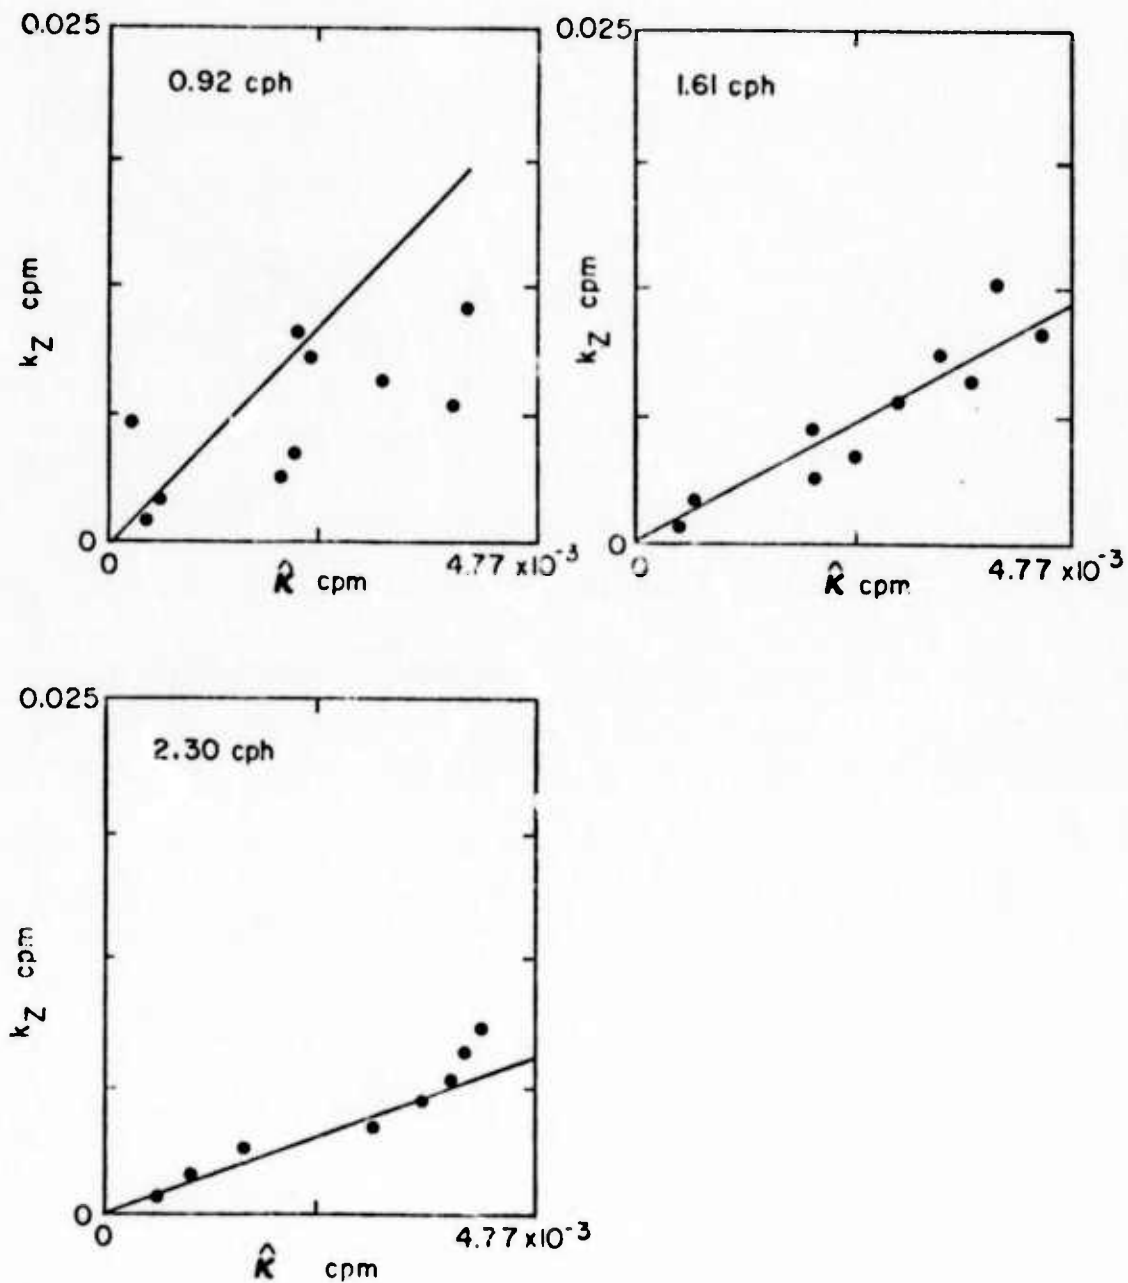 0.025
0.92 cph
k_Z cpm
0
0
K̂ cpm
4.77 x10^-3
0.025
1.61 cph
k_Z cpm
0
0
K̂ cpm
4.77 x10^-3
0.025
2.30 cph
k_Z cpm
0
0
K̂ cpm
4.77 x10^-3